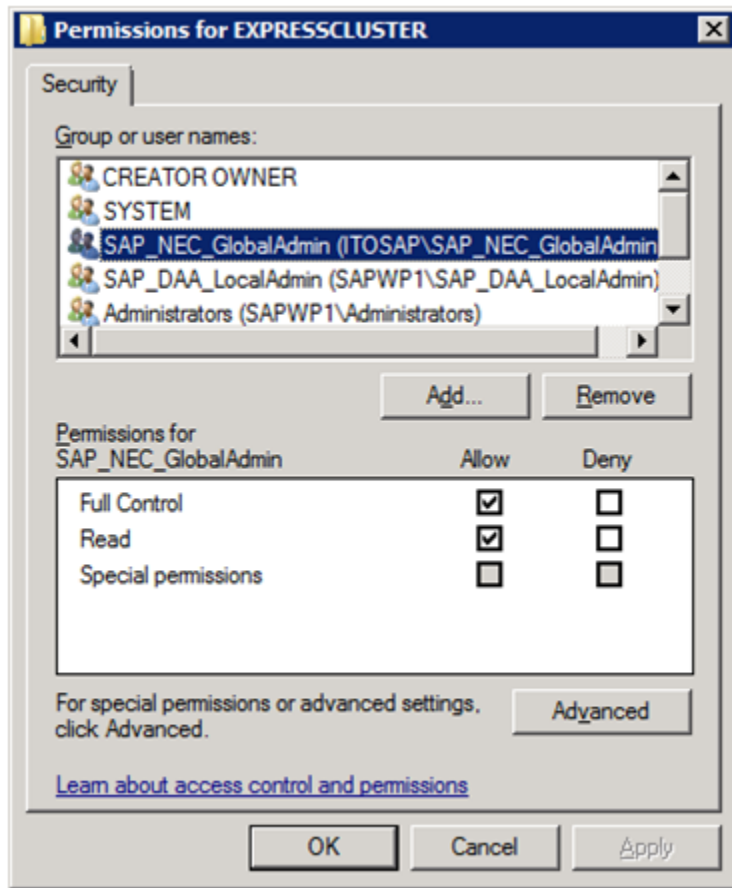 Permissions for EXPRESSCLUSTER
Security
Group or user names:
CREATOR OWNER
SYSTEM
SAP_NEC_GlobalAdmin (ITOSAP\SAP_NEC_GlobalAdmin
SAP_DAA_LocalAdmin (SAPWP1\SAP_DAA_LocalAdmin)
Administrators (SAPWP1\Administrators)
Add... Remove
Permissions for
SAP_NEC_GlobalAdmin Allow Deny
Full Control
Read
Special permissions
For special permissions or advanced settings,
click Advanced.
Advanced
Learn about access control and permissions
OK Cancel Apply